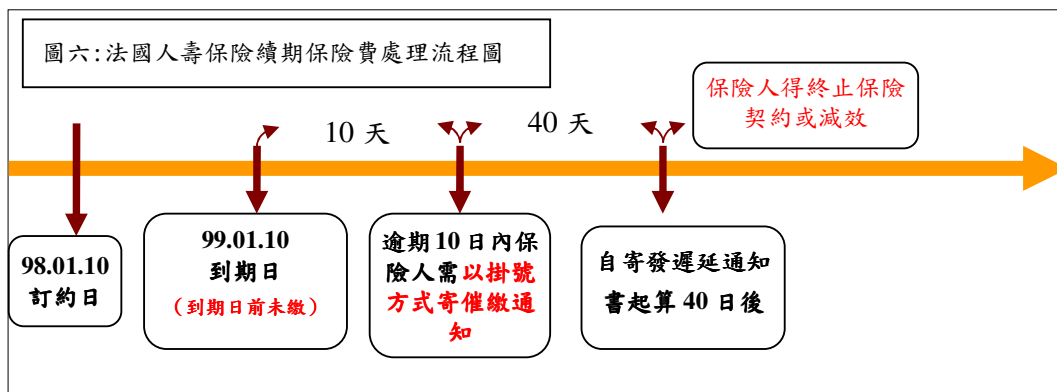 圖六:法國人壽保險續期保險費處理流程圖
保險人得終止保險
契約或減效
10 天
40 天
98.01.10
訂約日
99.01.10
到期日
（到期日前未繳）
逾期 10 日內保
險人需以掛號
方式寄催繳通
知
自寄發遲延通知
書起算 40 日後